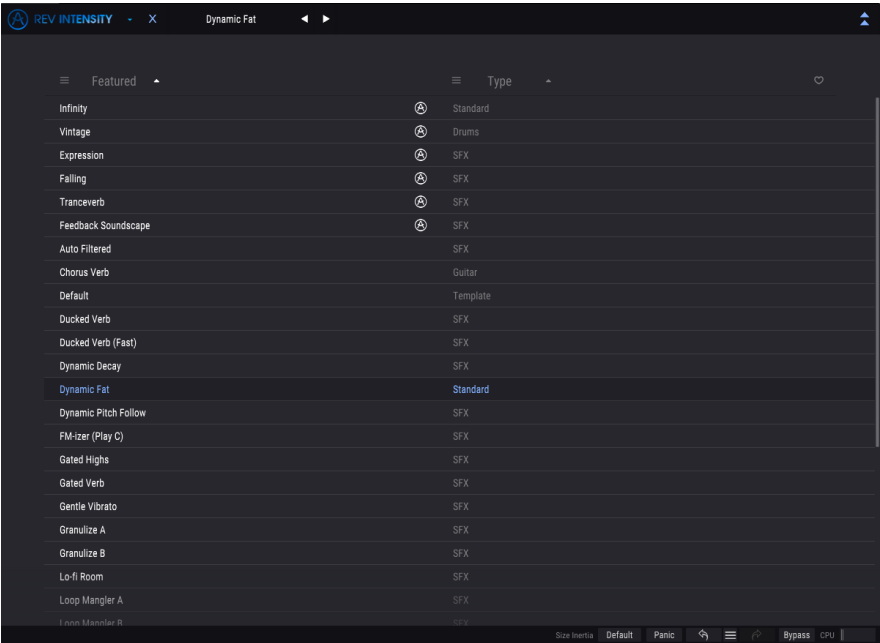 REV INTENSITY X Dynamic Fat
Featured Type
Infinity Standard
Vintage Drums
Expression SFX
Falling SFX
Tranceverb SFX
Feedback Soundscape SFX
Auto Filtered SFX
Chorus Verb Guitar
Default Template
Ducked Verb SFX
Ducked Verb (Fast) SFX
Dynamic Decay SFX
Dynamic Fat Standard
Dynamic Pitch Follow SFX
FM-izer (Play C) SFX
Gated Highs SFX
Gated Verb SFX
Gentle Vibrato SFX
Granulize A SFX
Granulize B SFX
Lo-fi Room SFX
Loop Mangler A SFX
Loop Mangler B SFX
Size Inertia Default Panic Bypass CPU